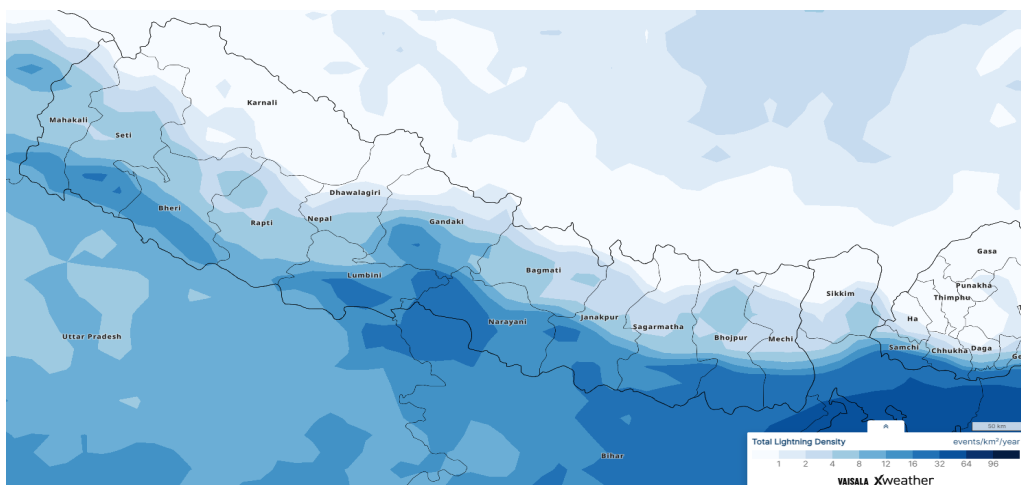 Karnali
Mahakali
Seti
Dhawalagiri
Bheri
Rapti
Nepal
Gandaki
Gasa
Lumbini
Bagmati
Punakha
Thimphu
Sikkim
Ha
Uttar Pradesh
Narayani
Janakpur
Sagarmatha
Bhojpur
Mechi
Samchi
Chhukha
Daga
Bihar
50 km
Total Lightning Density
events/km²/year
1 2 4 8 12 16 32 64 96
VAISALA Xweather